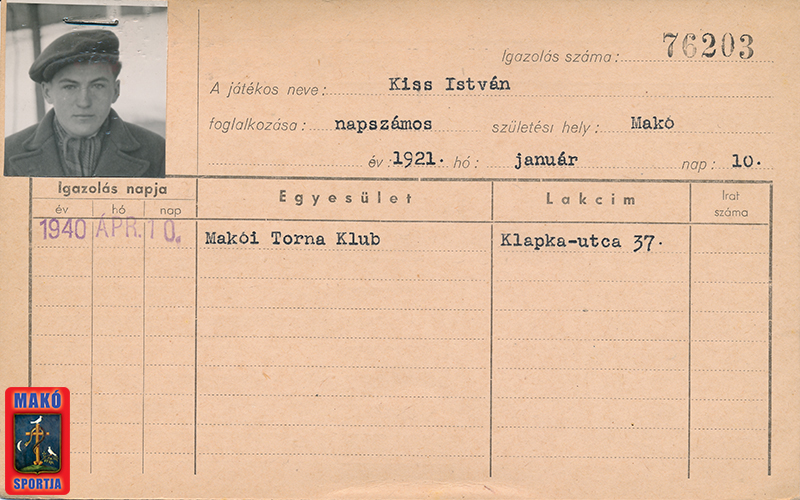 Igazolás száma: 76203
A játékos neve: Kiss István
foglalkozása: napszámos születési hely: Makó
év: 1921. hó: január nap: 10.
Igazolás napja Egyesület Lakcim Irat száma
év hó nap
1940 ÁPR. 10. Makói Torna Klub Klapka-utca 37.
MAKÓ
SPORTJA